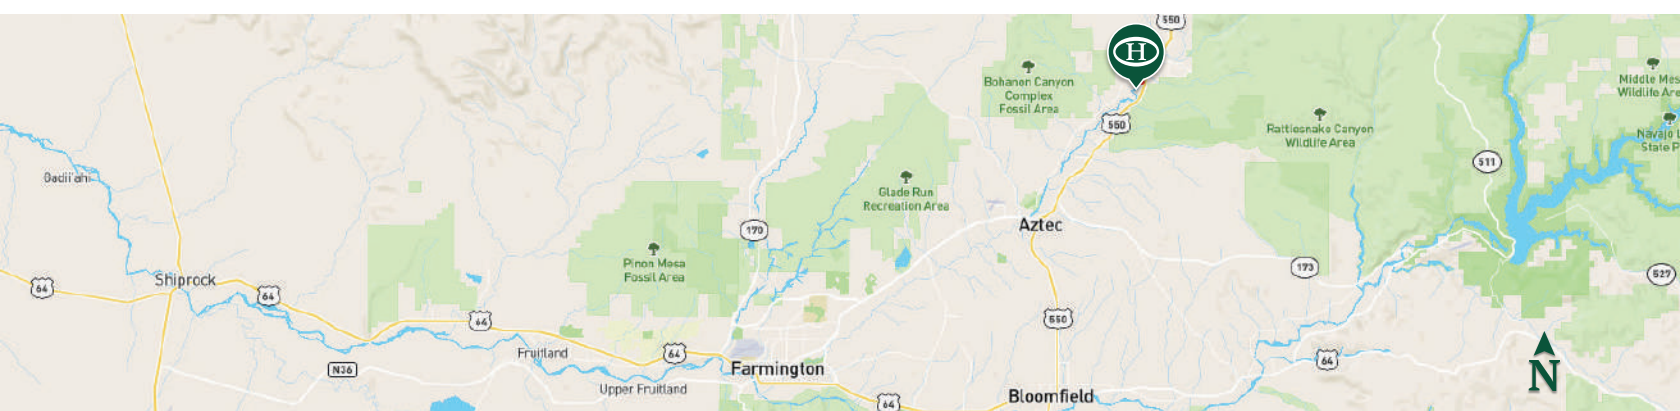 550
H
Bohanon Canyon
Complex
Fossil Area
550
Middle Mes
Wildlife Are
Rattlesnake Canyon
Wildlife Area
Navajo L
State P
511
Gadii'ahi
Glade Run
Recreation Area
170
Aztec
Pinon Mesa
Fossil Area
173
527
Shiprock
64
64
64
550
Fruitland
64
64
N36
Farmington
Upper Fruitland
Bloomfield
64
N